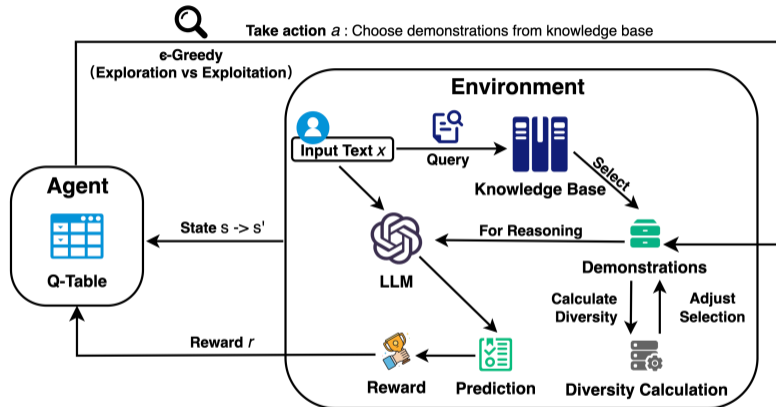 Take action a : Choose demonstrations from knowledge base
ϵ-Greedy
(Exploration vs Exploitation)
Environment
Input Text x
Query
Knowledge Base
Select
Agent
Q-Table
State s -> s'
For Reasoning
LLM
Demonstrations
Calculate
Diversity
Adjust
Selection
Reward r
Reward
Prediction
Diversity Calculation